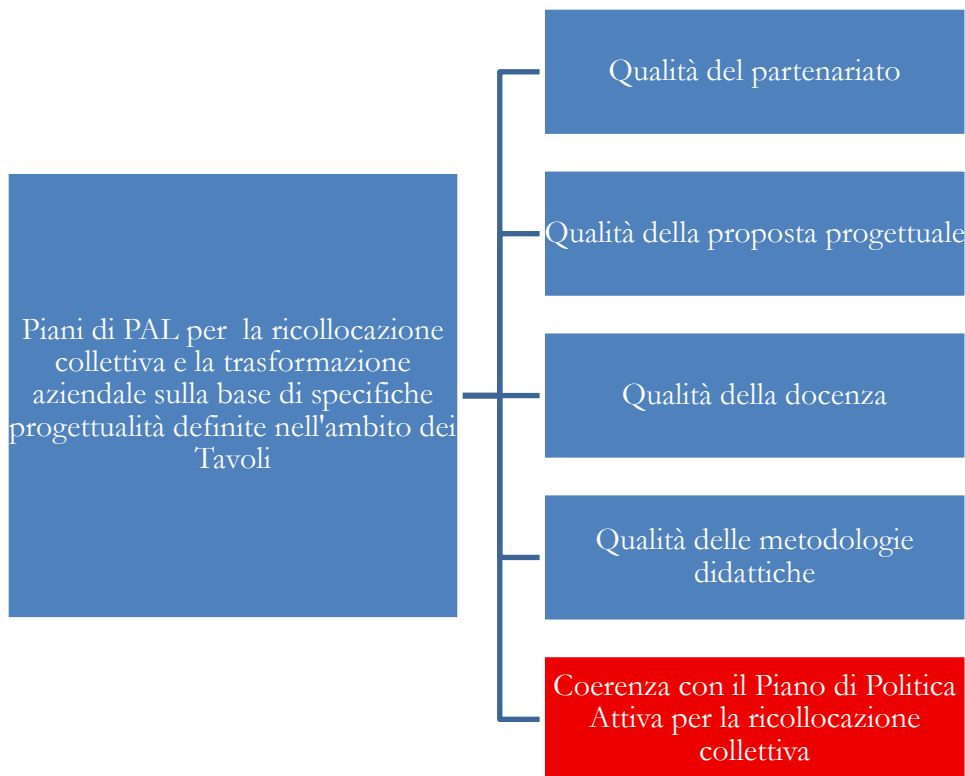 Qualità del partenariato
Qualità della proposta progettuale
Piani di PAL per la ricollocazione
collettiva e la trasformazione
aziendale sulla base di specifiche
progettualità definite nell'ambito dei
Tavoli
Qualità della docenza
Qualità delle metodologie
didattiche
Coerenza con il Piano di Politica
Attiva per la ricollocazione
collettiva